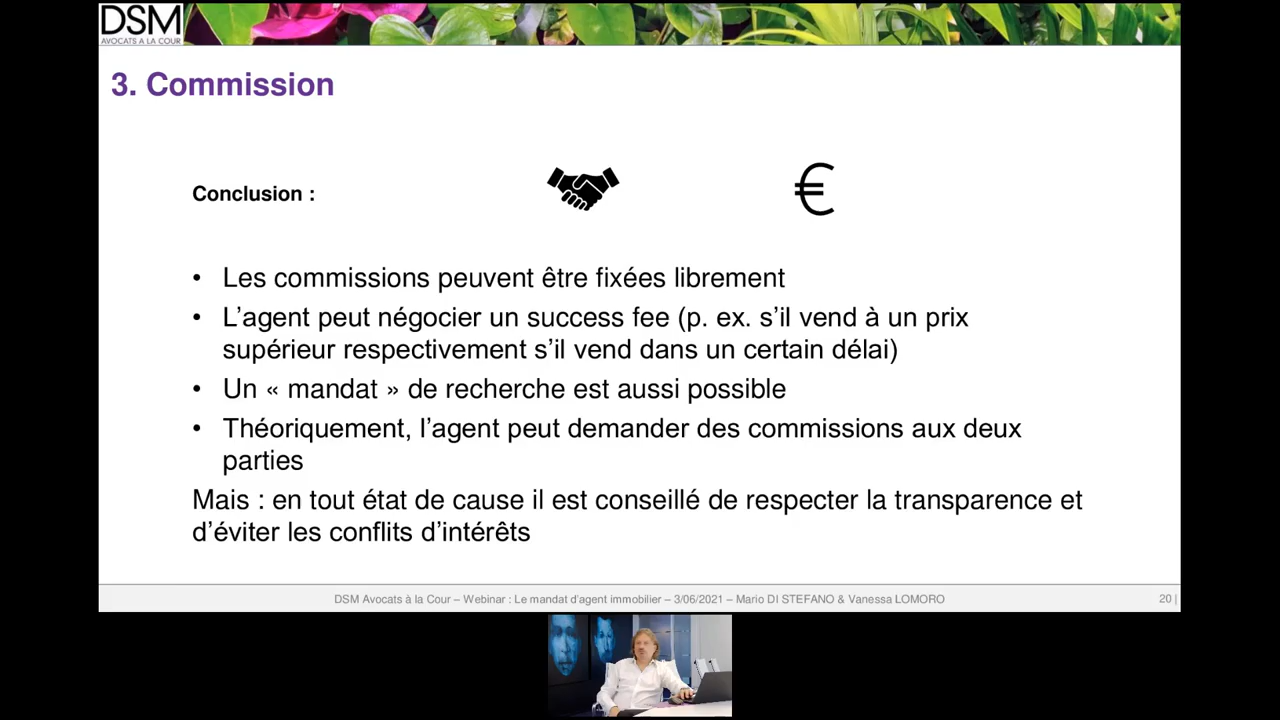 DSM
AVOCATS A LA COUR
3. Commission
Conclusion :
€
• Les commissions peuvent être fixées librement
• L’agent peut négocier un success fee (p. ex. s’il vend à un prix
supérieur respectivement s’il vend dans un certain délai)
• Un « mandat » de recherche est aussi possible
• Théoriquement, l’agent peut demander des commissions aux deux
parties
Mais : en tout état de cause il est conseillé de respecter la transparence et
d’éviter les conflits d’intérêts
DSM Avocats à la Cour – Webinar : Le mandat d’agent immobilier – 3/06/2021 – Mario DI STEFANO & Vanessa LOMORO
20 |